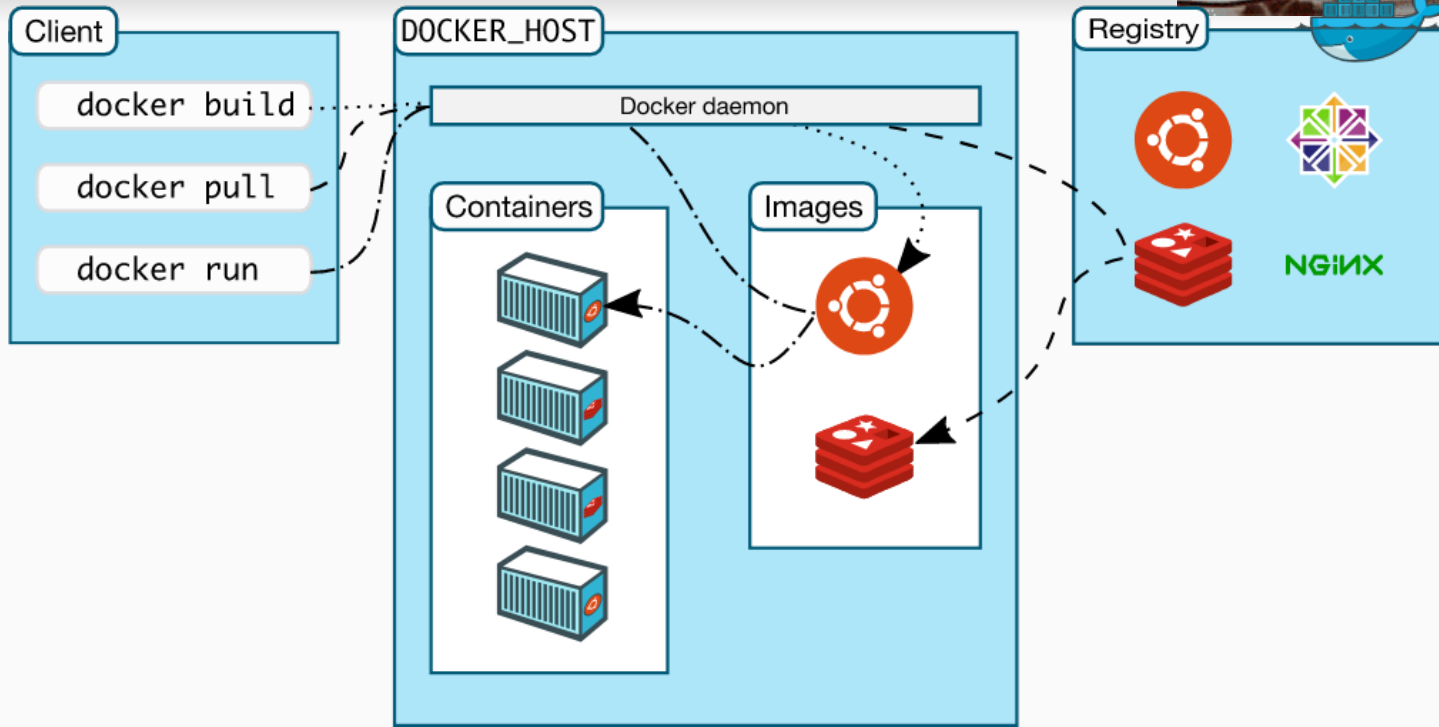 Client
docker build
docker pull
docker run
DOCKER_HOST
Docker daemon
Containers
Images
Registry
NGiNX